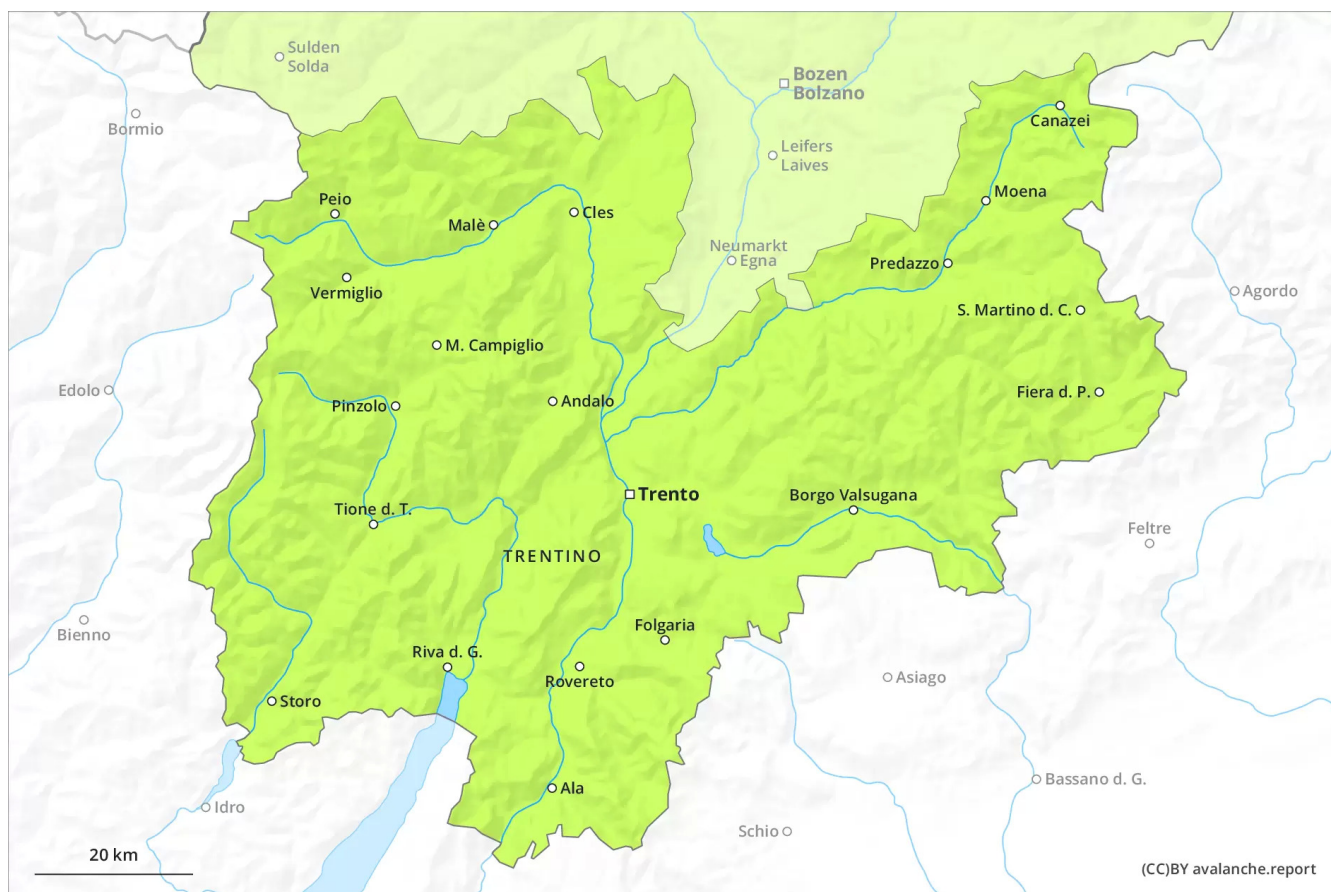 Sulden
Solda
Bozen
Bolzano
Bormio
Canazei
Leifers
Laives
Peio
Malè
Cles
Moena
Neumarkt
Egna
Predazzo
Vermiglio
Agordo
S. Martino d. C.
M. Campiglio
Edolo
Pinzolo
Andalo
Fiera d. P.
Trento
Borgo Valsugana
Tione d. T.
Feltre
TRENTINO
Bienno
Folgaria
Riva d. G.
Rovereto
Asiago
Storo
Bassano d. G.
Ala
Idro
Schio
20 km
(CC)BY avalanche.report